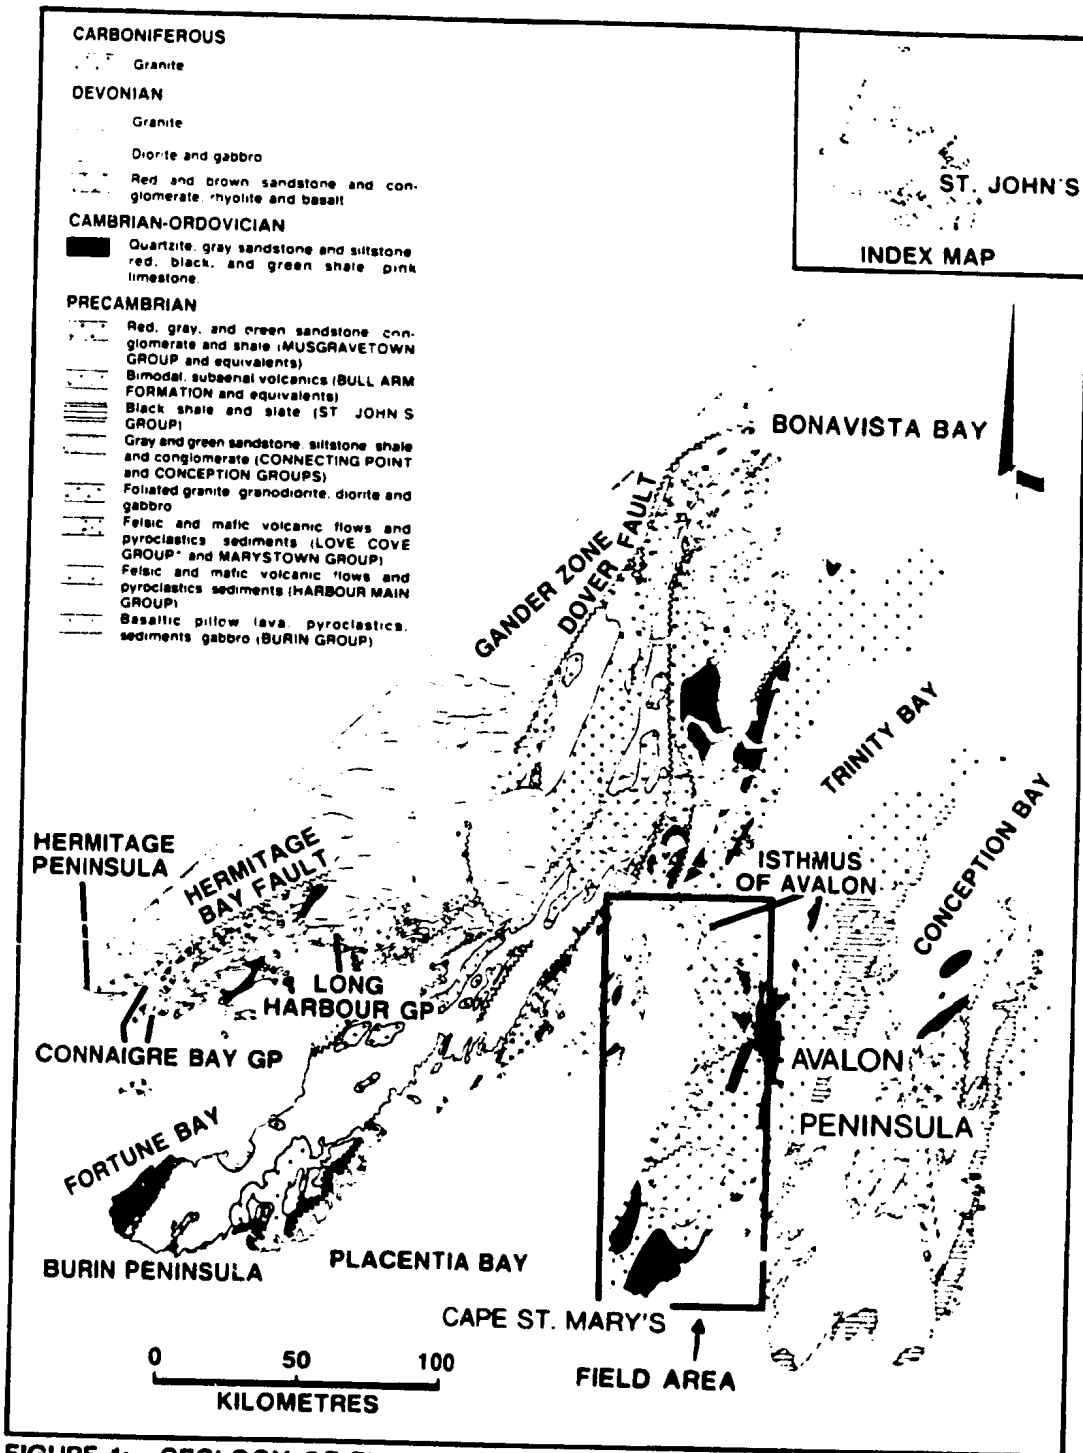 CARBONIFEROUS
Granite
DEVONIAN
Granite
Diorite and gabbro
Red and brown sandstone and con-
glomerate, rhyolite and basalt
CAMBRIAN-ORDOVICIAN
Quartzite, gray sandstone and siltstone
red, black, and green shale pink
limestone.
PRECAMBRIAN
Red, gray, and green sandstone con-
glomerate and shale (MUSGRAVETOWN
GROUP and equivalents)
Bimodal, subaerial volcanics (BULL ARM
FORMATION and equivalents)
Black shale and slate (ST JOHN'S
GROUP)
Gray and green sandstone, siltstone shale
and conglomerate (CONNECTING POINT
and CONCEPTION GROUPS)
Foliated granite granodiorite, diorite and
gabbro
Felsic and mafic volcanic flows and
pyroclastics sediments (LOVE COVE
GROUP and MARYSTOWN GROUP)
Felsic and mafic volcanic flows and
pyroclastics sediments (HARBOUR MAIN
GROUP)
Basaltic pillow lava, pyroclastics,
sediments gabbro (BURIN GROUP)
ST. JOHN'S
INDEX MAP
BONAVISTA BAY
GANDER ZONE
DOVER FAULT
TRINITY BAY
CONCEPTION BAY
HERMITAGE
PENINSULA
HERMITAGE
BAY FAULT
ISTHMUS
OF AVALON
LONG
HARBOUR GP
CONNAIGRE BAY GP
AVALON
PENINSULA
FORTUNE BAY
BURIN PENINSULA
PLACENTIA BAY
CAPE ST. MARY'S
FIELD AREA
0 50 100
KILOMETRES
FIGURE 1: GEOLOGY OF